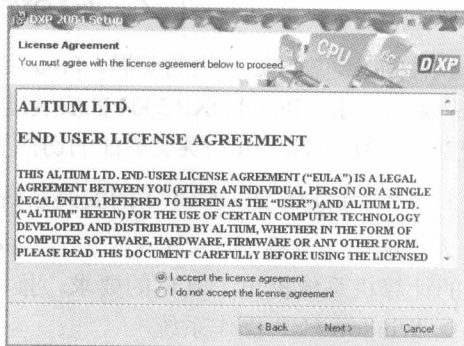 DXP 2004 Setup
License Agreement
You must agree with the license agreement below to proceed.
CPU
DXP
ALTIUM LTD.
END USER LICENSE AGREEMENT
THIS ALTIUM LTD. END-USER LICENSE AGREEMENT (“EULA”) IS A LEGAL
AGREEMENT BETWEEN YOU (EITHER AN INDIVIDUAL PERSON OR A SINGLE
LEGAL ENTITY, REFERRED TO HEREIN AS THE “USER”) AND ALTIUM LTD.
(“ALTIUM” HEREIN) FOR THE USE OF CERTAIN COMPUTER TECHNOLOGY
DEVELOPED AND DISTRIBUTED BY ALTIUM, WHETHER IN THE FORM OF
COMPUTER SOFTWARE, HARDWARE, FIRMWARE OR ANY OTHER FORM.
PLEASE READ THIS DOCUMENT CAREFULLY BEFORE USING THE LICENSED
I accept the license agreement
I do not accept the license agreement
< Back Next > Cancel